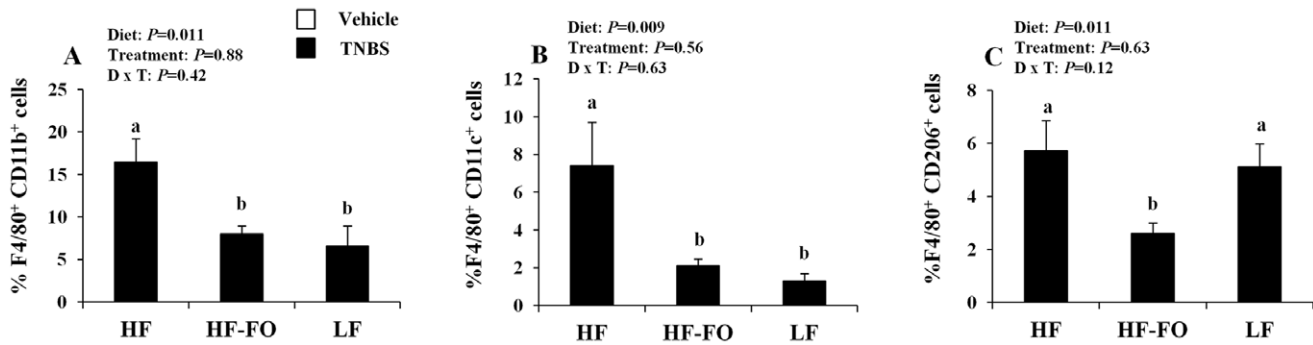 Vehicle
TNBS
A
Diet: P=0.011
Treatment: P=0.88
D x T: P=0.42
% F4/80⁺ CD11b⁺ cells
25
20
15
10
5
0
a
b
b
HF
HF-FO
LF
B
Diet: P=0.009
Treatment: P=0.56
D x T: P=0.63
%F4/80⁺ CD11c⁺ cells
12
10
8
6
4
2
0
a
b
b
HF
HF-FO
LF
C
Diet: P=0.011
Treatment: P=0.63
D x T: P=0.12
%F4/80⁺ CD206⁺ cells
8
6
4
2
0
a
b
a
HF
HF-FO
LF